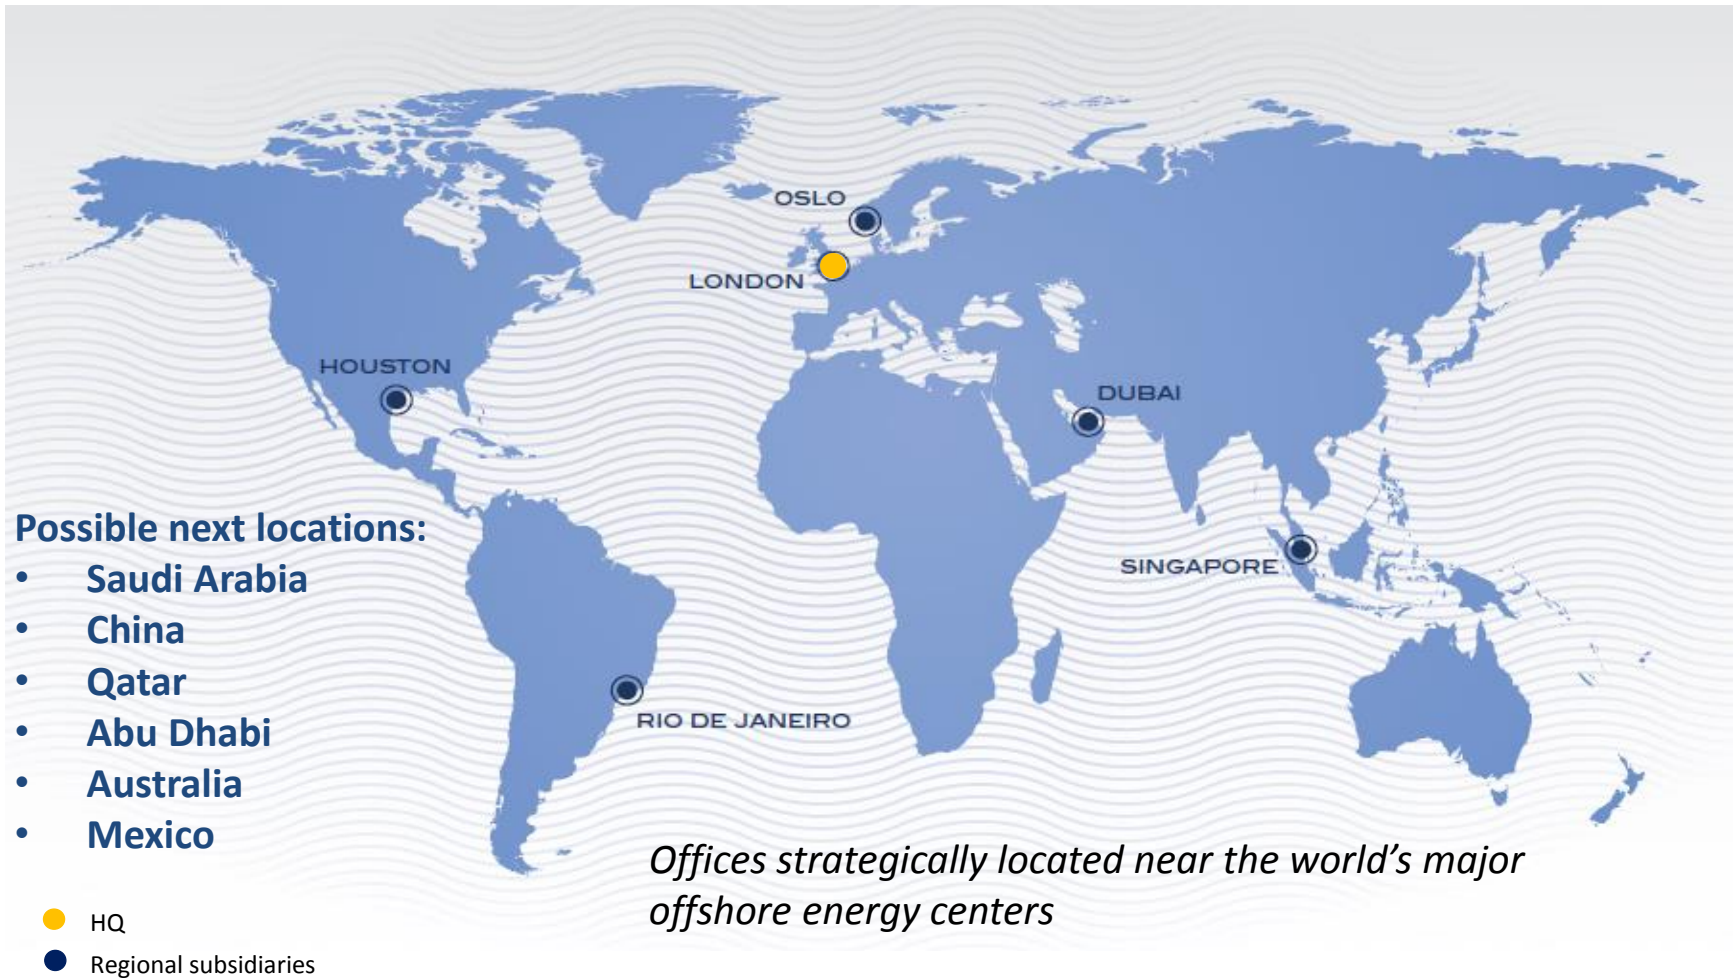 OSLO
LONDON
HOUSTON
DUBAI
Possible next locations:
• Saudi Arabia
• China
• Qatar
• Abu Dhabi
• Australia
• Mexico
SINGAPORE
RIO DE JANEIRO
Offices strategically located near the world’s major
offshore energy centers
HQ
Regional subsidiaries